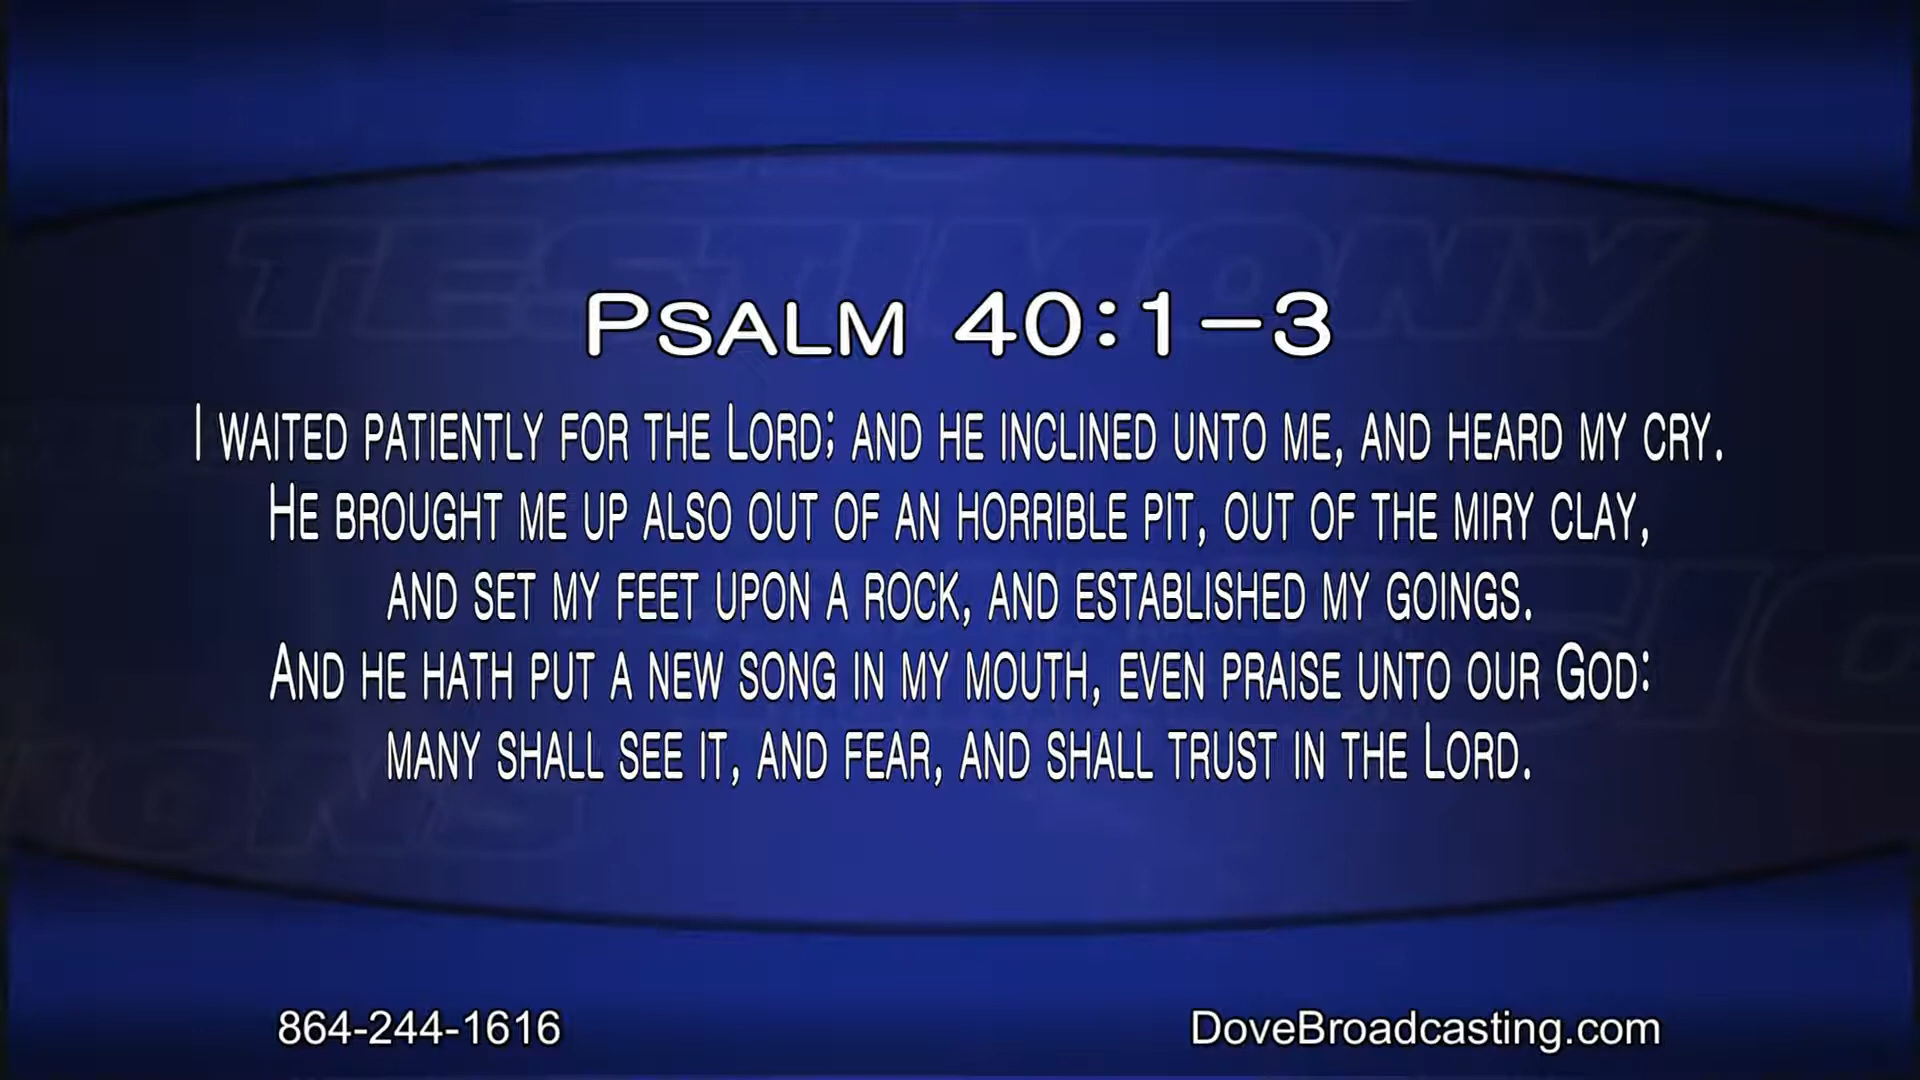 TESTIMONY
PSALM 40:1–3
I WAITED PATIENTLY FOR THE LORD; AND HE INCLINED UNTO ME, AND HEARD MY CRY.
HE BROUGHT ME UP ALSO OUT OF AN HORRIBLE PIT, OUT OF THE MIRY CLAY,
AND SET MY FEET UPON A ROCK, AND ESTABLISHED MY GOINGS.
AND HE HATH PUT A NEW SONG IN MY MOUTH, EVEN PRAISE UNTO OUR GOD:
MANY SHALL SEE IT, AND FEAR, AND SHALL TRUST IN THE LORD.
864-244-1616
DoveBroadcasting.com